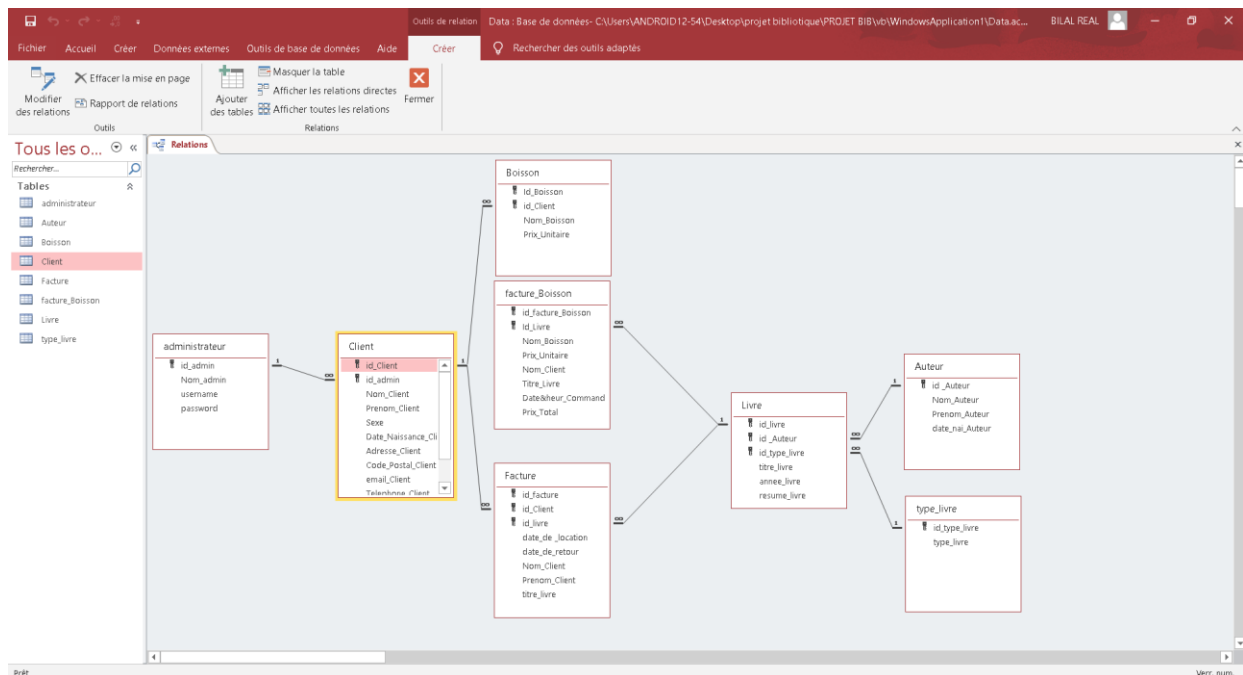 Outils de relation
Data : Base de données- C:\Users\ANDROID12-54\Desktop\projet bibliotique\PROJET BIB\vb\WindowsApplication1\Data.ac...
BILAL REAL
Fichier Accueil Créer Données externes Outils de base de données Aide Créer Rechercher des outils adaptés
Modifier des relations
Effacer la mise en page
Rapport de relations
Outils
Ajouter des tables
Masquer la table
Afficher les relations directes
Afficher toutes les relations
Relations
Fermer
Tous les o...
Rechercher...
Tables
administrateur
Auteur
Boisson
Client
Facture
facture_Boisson
Livre
type_livre
Relations
administrateur
id_admin
Nom_admin
username
password
1
∞
Client
id_Client
id_admin
Nom_Client
Prenom_Client
Sexe
Date_Naissance_Cli
Adresse_Client
Code_Postal_Client
email_Client
Telephone_Client
1
∞
∞
Boisson
Id_Boisson
id_Client
Nom_Boisson
Prix_Unitaire
facture_Boisson
id_facture_Boisson
Id_Livre
Nom_Boisson
Prix_Unitaire
Nom_Client
Titre_Livre
Date&heur_Command
Prix_Total
∞
Facture
id_facture
id_Client
id_livre
date_de _location
date_de_retour
Nom_Client
Prenom_Client
titre_livre
∞
1
Livre
id_livre
id _Auteur
id_type_livre
titre_livre
annee_livre
resume_livre
∞
∞
1
Auteur
id _Auteur
Nom_Auteur
Prenom_Auteur
date_nai_Auteur
1
type_livre
id_type_livre
type_livre
Prêt
Verr. num.